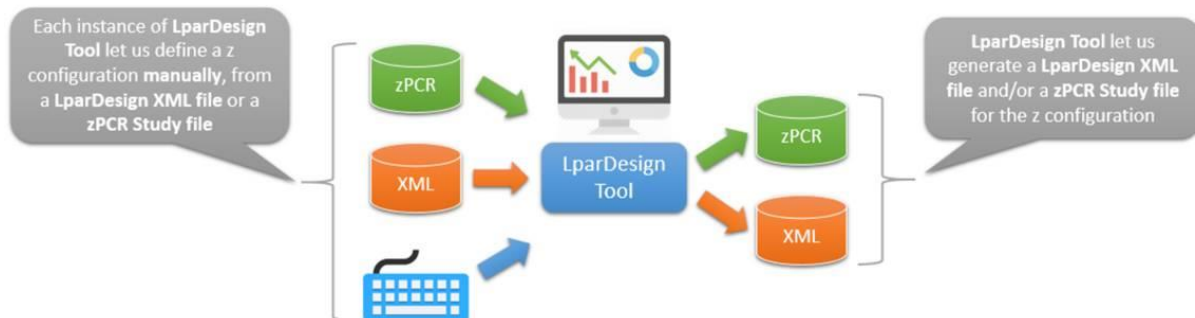 Each instance of LparDesign
Tool let us define a z
configuration manually, from
a LparDesign XML file or a
zPCR Study file
zPCR
XML
LparDesign
Tool
zPCR
XML
LparDesign Tool let us
generate a LparDesign XML
file and/or a zPCR Study file
for the z configuration